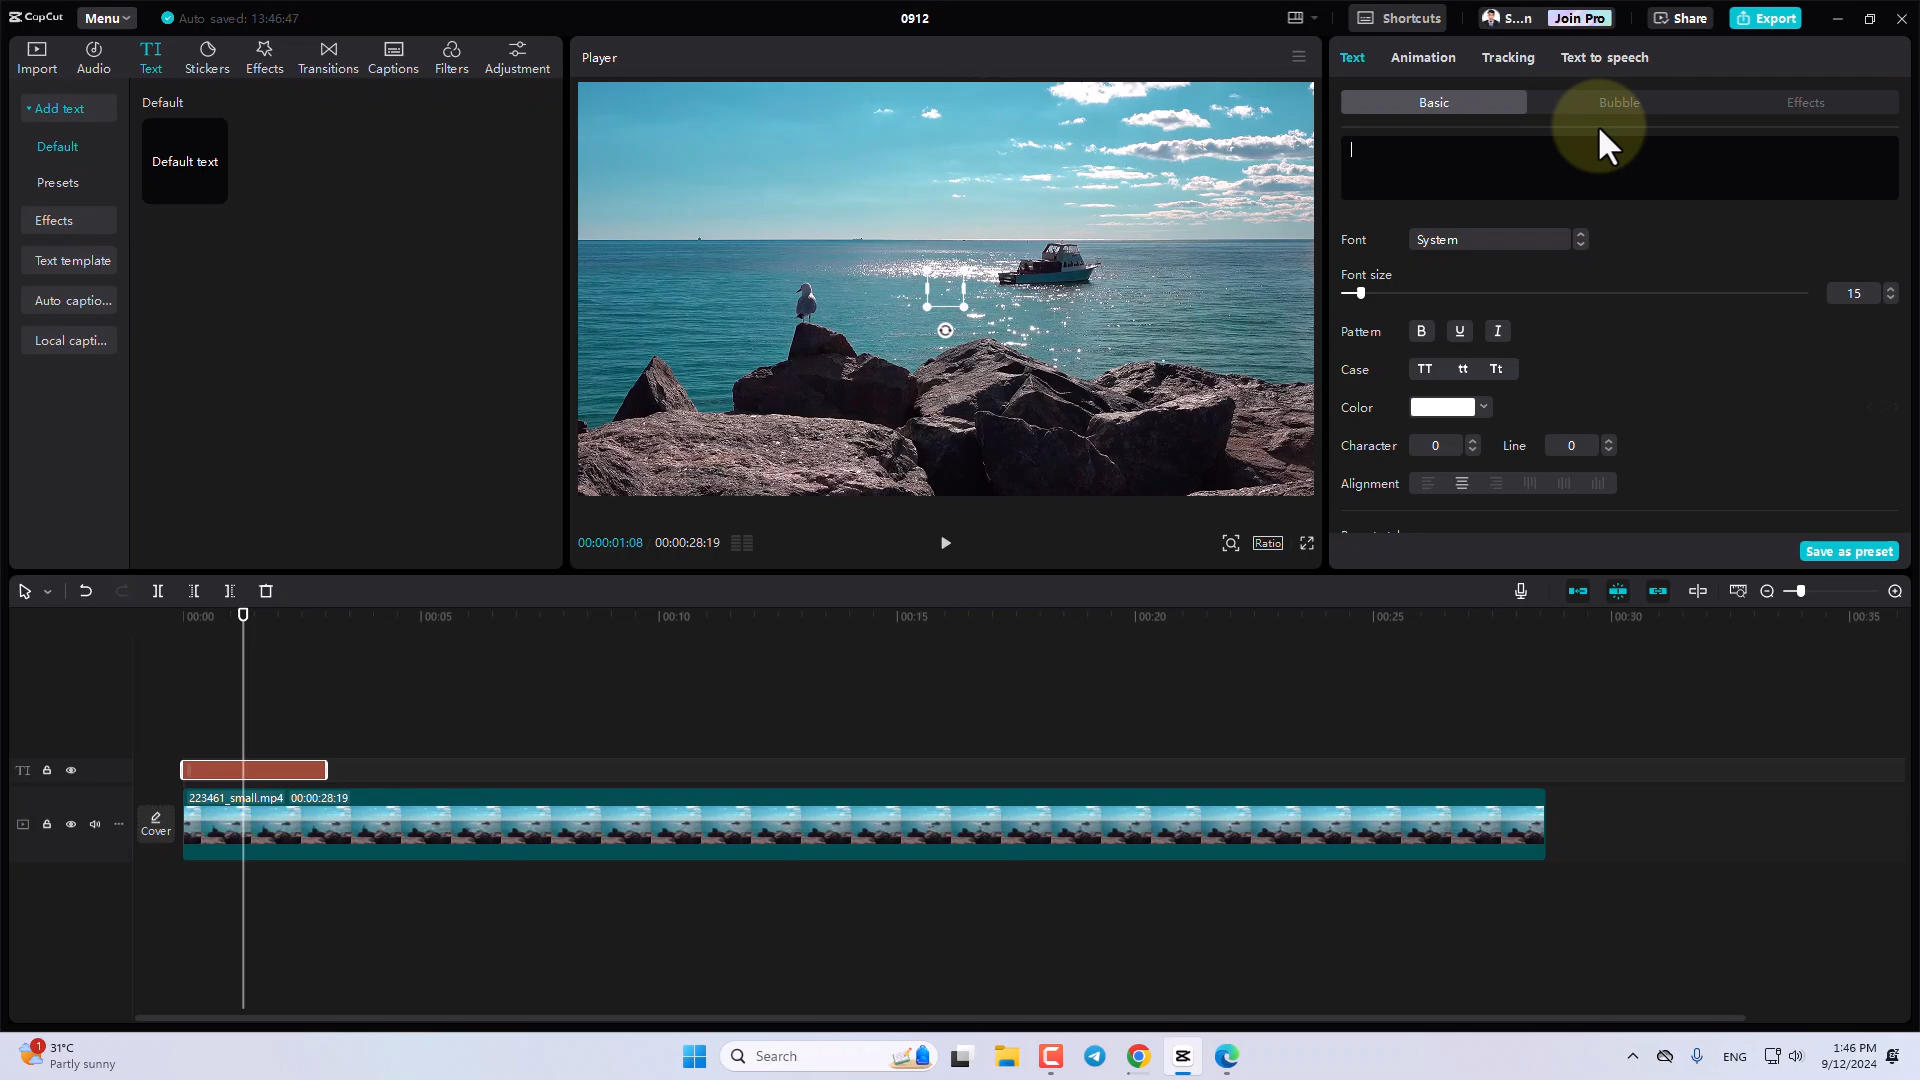 CapCut Menu Auto saved: 13:46:47 0912 Shortcuts S...n Join Pro Share Export
Import Audio Text Stickers Effects Transitions Captions Filters Adjustment
Player
Text Animation Tracking Text to speech
Add text
Default
Presets
Effects
Text template
Auto captio...
Local capti...
Default
Default text
Basic Bubble Effects
Font System
Font size
15
Pattern B U I
Case TT tt Tt
Color
Character 0 Line 0
Alignment
Save as preset
00:00:01:08 00:00:28:19
Ratio
00:00 00:05 00:10 00:15 00:20 00:25 00:30 00:35
TI
Cover
223461_small.mp4 00:00:28:19
1
31°C
Partly sunny
Search
ENG
1:46 PM
9/12/2024